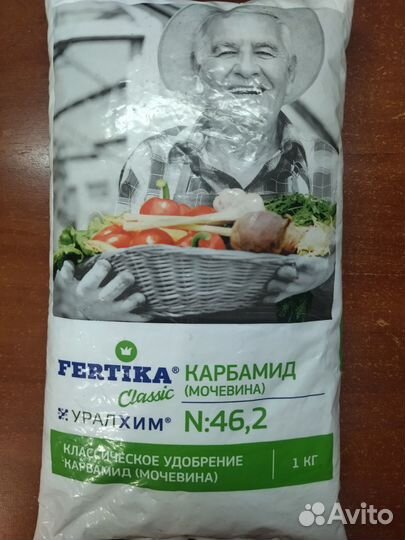 FERTIKA®
Classic
УРАЛХИМ®
КАРБАМИД
(МОЧЕВИНА)
N:46,2
КЛАССИЧЕСКОЕ УДОБРЕНИЕ
КАРБАМИД (МОЧЕВИНА)
1 КГ
Avito